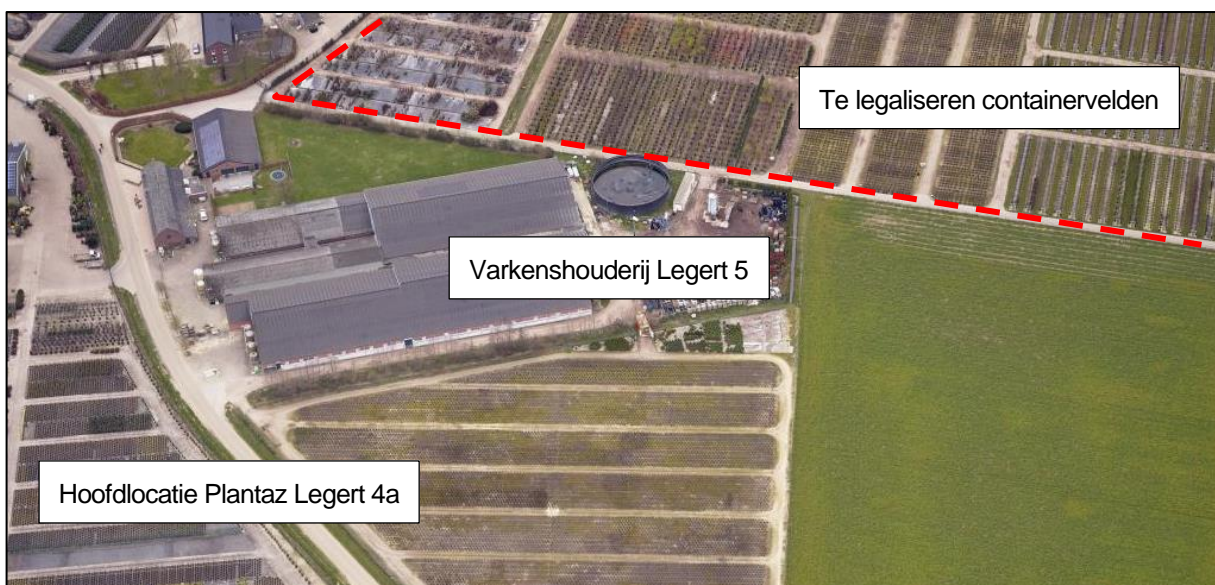 Te legaliseren containervelden
Varkenshouderij Legert 5
Hoofdlocatie Plantaz Legert 4a